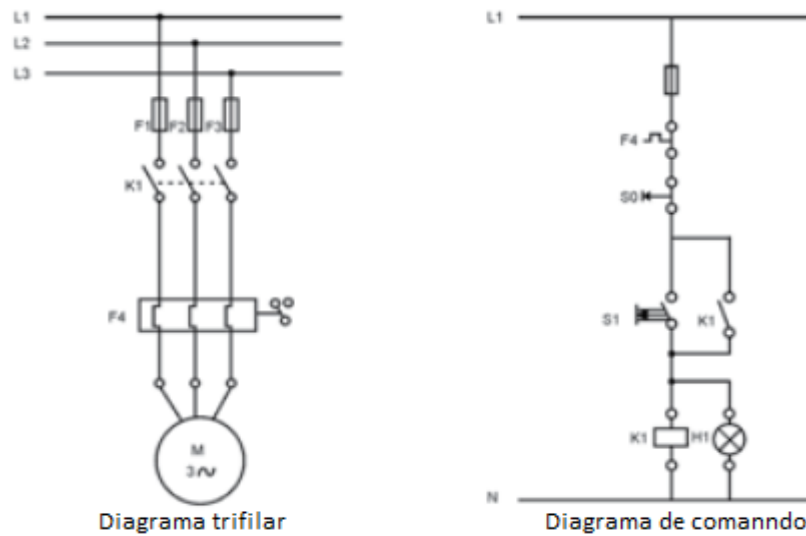 L1
L2
L3
F1 F2 F3
K1
F4
M
3~
Diagrama trifilar
L1
F4
S0
S1 K1
K1 H1
N
Diagrama de comanndo